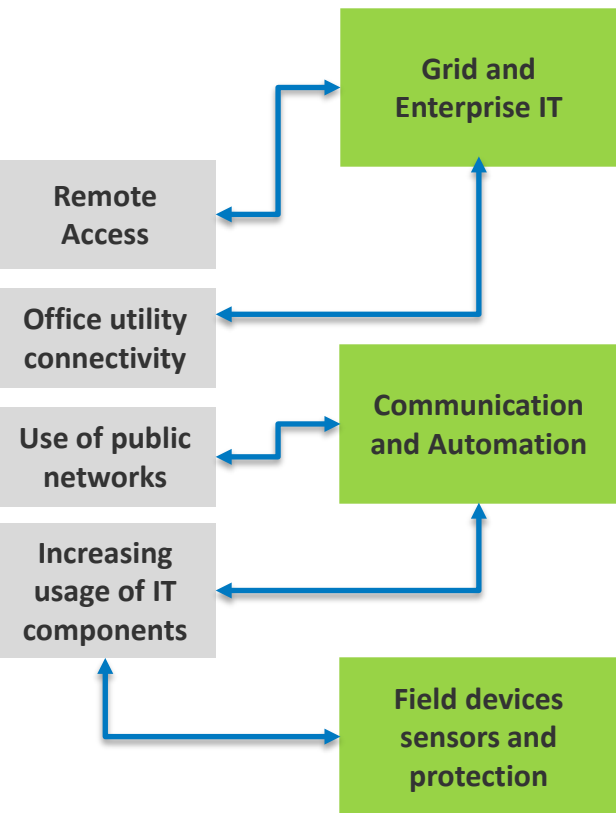 Grid and
Enterprise IT
Remote
Access
Office utility
connectivity
Communication
and Automation
Use of public
networks
Increasing
usage of IT
components
Field devices
sensors and
protection